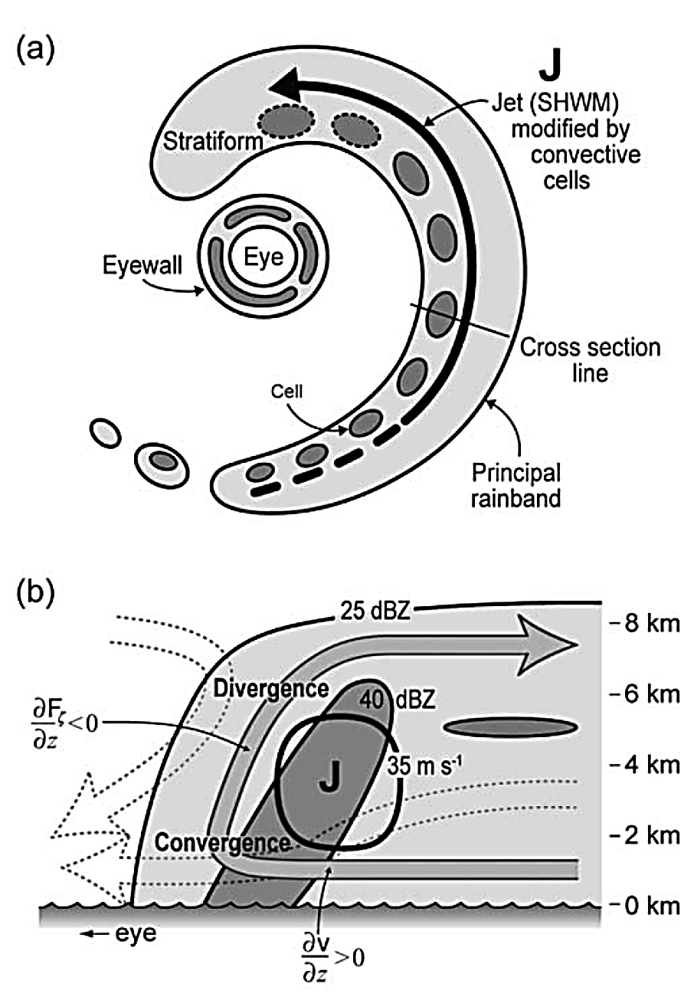 (a)
J
Jet (SHWM)
modified by
convective
cells
Stratiform
Eye
Eyewall
Cross section
line
Cell
Principal
rainband
(b)
25 dBZ
-8 km
Divergence
40 dBZ
-6 km
∂Fζ/∂z<0
35 m s⁻¹
-4 km
J
Convergence
-2 km
-0 km
←eye
∂v/∂z>0